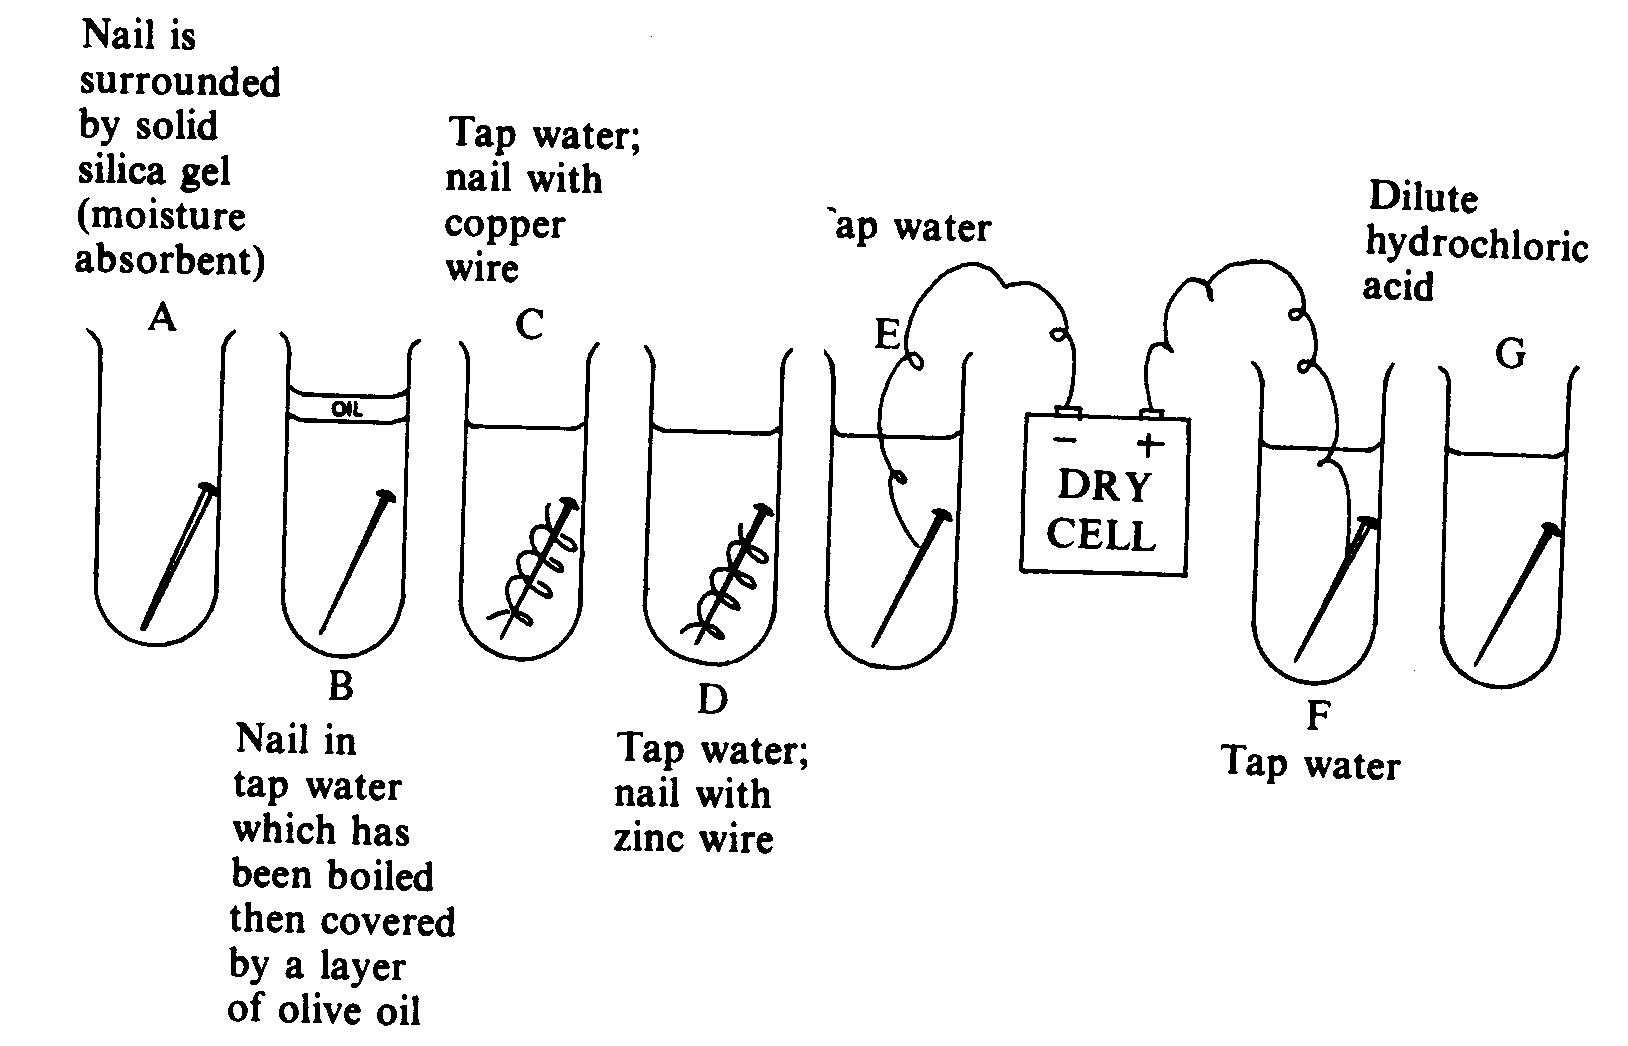 Nail is
surrounded
by solid
silica gel
(moisture
absorbent)
A
OIL
B
Nail in
tap water
which has
been boiled
then covered
by a layer
of olive oil
Tap water;
nail with
copper
wire
C
D
Tap water;
nail with
zinc wire
ap water
E
- +
DRY
CELL
F
Tap water
Dilute
hydrochloric
acid
G